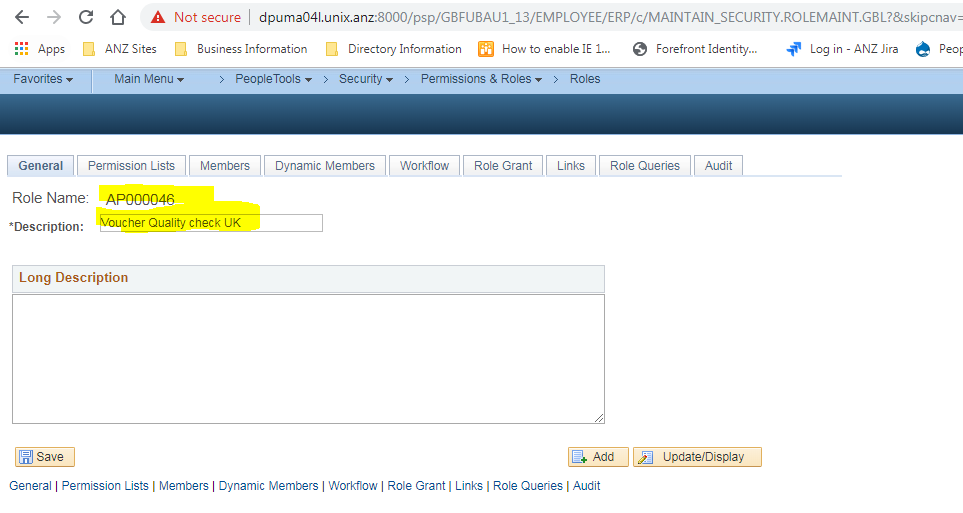 Not secure | dpuma04l.unix.anz:8000/psp/GBFUBAU1_13/EMPLOYEE/ERP/c/MAINTAIN_SECURITY.ROLEMAINT.GBL?&skipcnav=
Apps ANZ Sites Business Information Directory Information How to enable IE 1... Forefront Identity... Log in - ANZ Jira Peop
Favorites Main Menu > PeopleTools > Security > Permissions & Roles > Roles
General Permission Lists Members Dynamic Members Workflow Role Grant Links Role Queries Audit
Role Name: AP000046
*Description: Voucher Quality check UK
Long Description
Save Add Update/Display
General | Permission Lists | Members | Dynamic Members | Workflow | Role Grant | Links | Role Queries | Audit